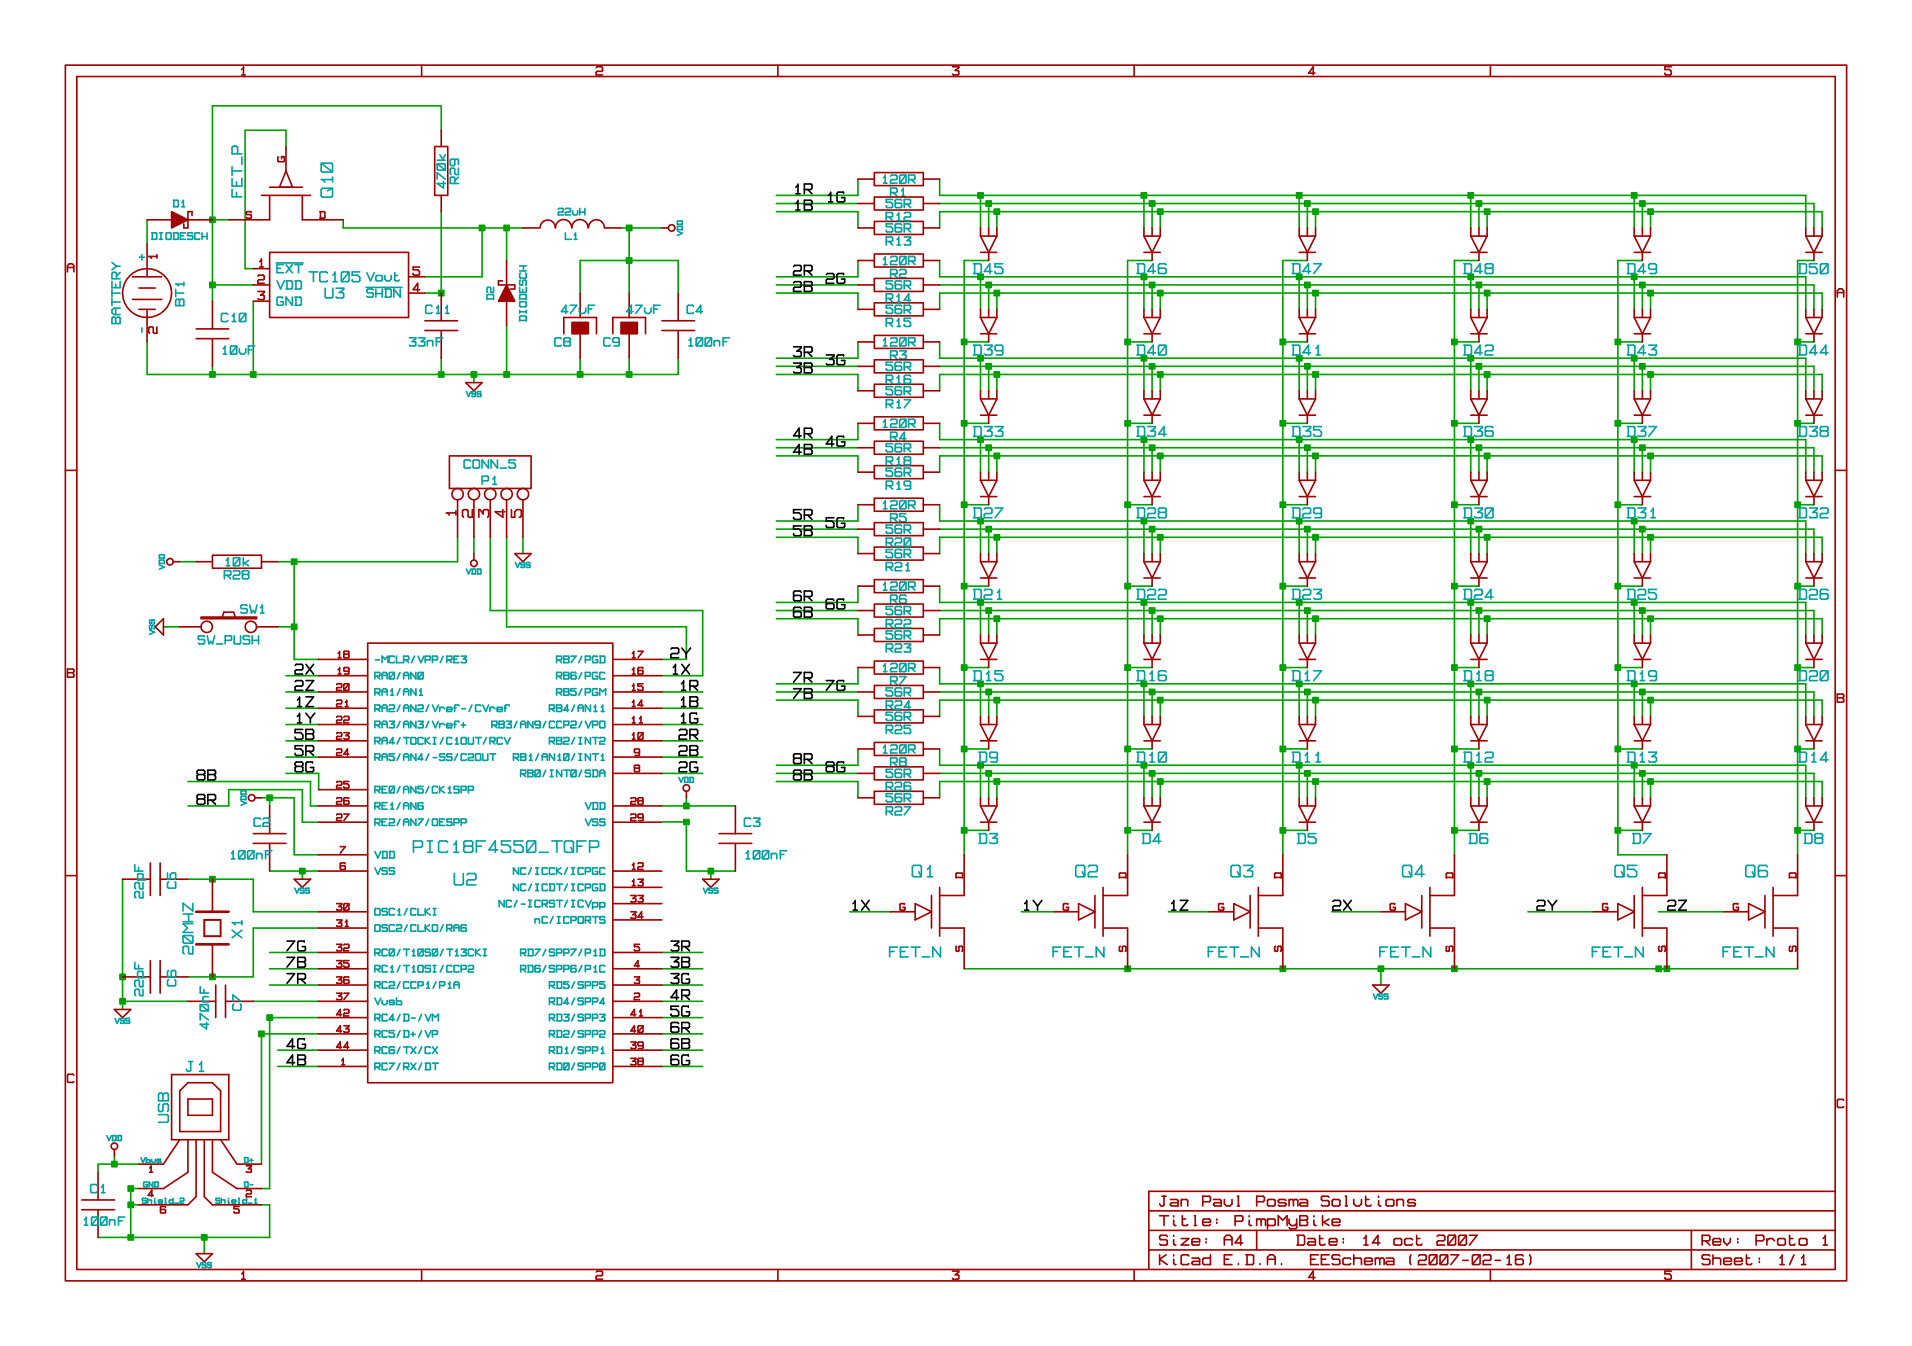 1 2 3 4 5
A
B
C
A
B
C
1 2 3 4 5
FET_P
G
Q10
S
D
D1
DIODESCH
470k
R29
22uH
L1
VDD
BATTERY
+ 1
BT1
- 2
1 EXT
2 VDD
3 GND
TC105
U3
Vout 5
SHDN 4
C10
10uF
C11
33nF
D2
DIODESCH
47uF
C8
47uF
C9
C4
100nF
VSS
CONN_5
P1
1 2 3 4 5
VDD
VSS
VDD
10k
R28
VSS
SW1
SW_PUSH
PIC18F4550_TQFP
U2
18 -MCLR/VPP/RE3
2X 19 RA0/AN0
2Z 20 RA1/AN1
1Z 21 RA2/AN2/Vref-/CVref
1Y 22 RA3/AN3/Vref+
5B 23 RA4/TOCKI/C1OUT/RCV
5R 24 RA5/AN4/-SS/C2OUT
8G 25 RE0/AN5/CK1SPP
8B 26 RE1/AN6
8R 27 RE2/AN7/OESPP
7 VDD
6 VSS
30 OSC1/CLKI
31 OSC2/CLKO/RA6
7G 32 RC0/T10S0/T13CKI
7B 35 RC1/T10SI/CCP2
7R 36 RC2/CCP1/P1A
37 Vusb
42 RC4/D-/VM
43 RC5/D+/VP
4G 44 RC6/TX/CX
4B 1 RC7/RX/DT
RB7/PGD 17 2Y
RB6/PGC 16 1X
RB5/PGM 15 1R
RB4/AN11 14 1B
RB3/AN9/CCP2/VPO 11 1G
RB2/INT2 10 2R
RB1/AN10/INT1 9 2B
RB0/INT0/SDA 8 2G
VDD
VDD 28
VSS 29
NC/ICCK/ICPGC 12
NC/ICDT/ICPGD 13
NC/-ICRST/ICVpp 33
nC/ICPORTS 34
RD7/SPP7/P1D 5 3R
RD6/SPP6/P1C 4 3B
RD5/SPP5 3 3G
RD4/SPP4 2 4R
RD3/SPP3 41 5G
RD2/SPP2 40 6R
RD1/SPP1 39 6B
RD0/SPP0 38 6G
VDD
C2
100nF
VSS
C3
100nF
VSS
22pF
C5
20MHZ
X1
22pF
C6
470nF
C7
VSS
J1
USB
VDD
Vbus
1
D+
3
GND
4
D-
2
Shield_2
6
Shield_1
5
C1
100nF
VSS
1R 1G
1B
120R
R1
56R
R12
56R
R13
D45 D46 D47 D48 D49 D50
2R 2G
2B
120R
R2
56R
R14
56R
R15
D39 D40 D41 D42 D43 D44
3R 3G
3B
120R
R3
56R
R16
56R
R17
D33 D34 D35 D36 D37 D38
4R 4G
4B
120R
R4
56R
R18
56R
R19
D27 D28 D29 D30 D31 D32
5R 5G
5B
120R
R5
56R
R20
56R
R21
D21 D22 D23 D24 D25 D26
6R 6G
6B
120R
R6
56R
R22
56R
R23
D15 D16 D17 D18 D19 D20
7R 7G
7B
120R
R7
56R
R24
56R
R25
D9 D10 D11 D12 D13 D14
8R 8G
8B
120R
R8
56R
R26
56R
R27
D3 D4 D5 D6 D7 D8
Q1 Q2 Q3 Q4 Q5 Q6
D D D D D D
1X G 1Y G 1Z G 2X G 2Y G 2Z G
FET_N S FET_N S FET_N S FET_N S FET_N S FET_N S
VSS
Jan Paul Posma Solutions
Title: PimpMyBike
Size: A4 Date: 14 oct 2007 Rev: Proto 1
KiCad E.D.A. EESchema (2007-02-16) Sheet: 1/1